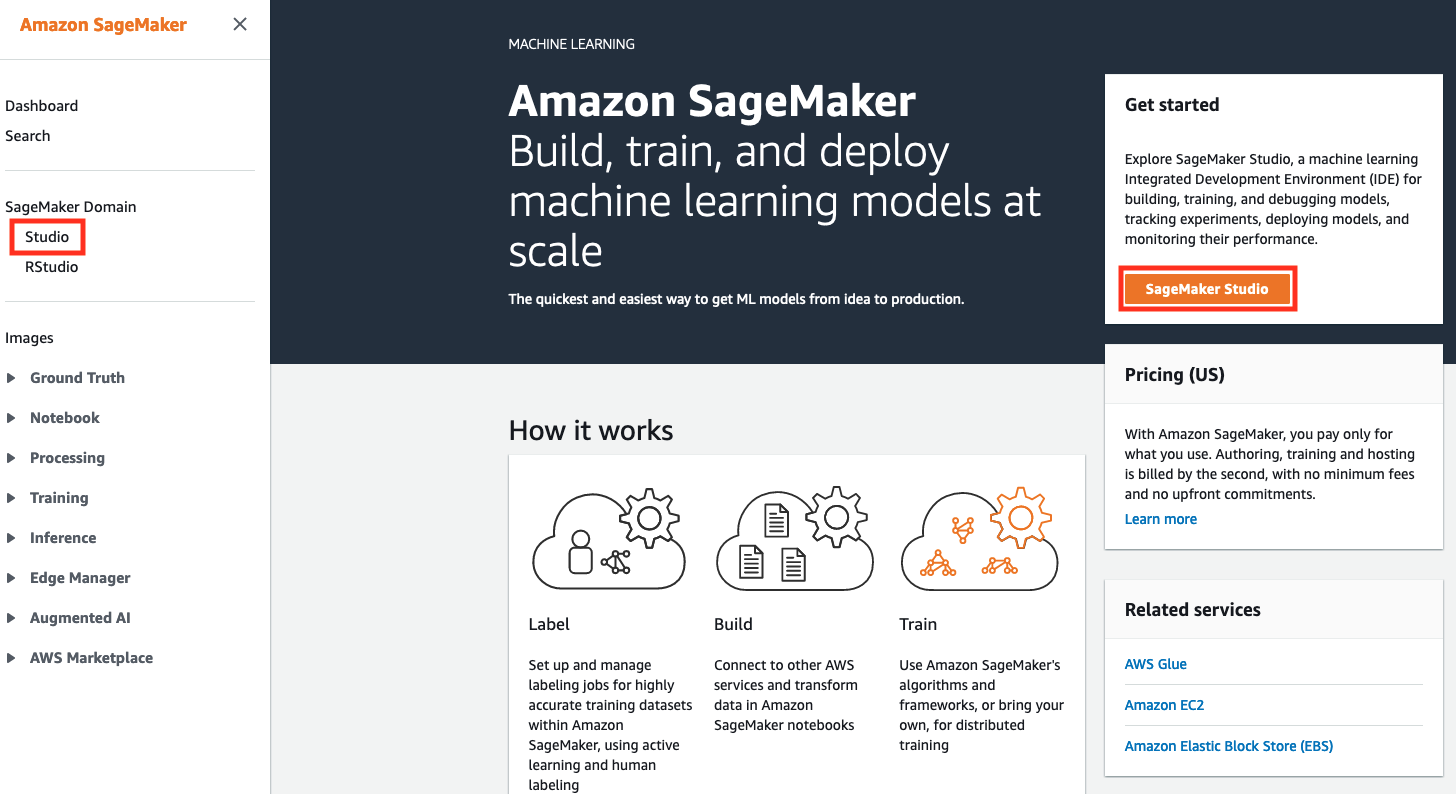 Amazon SageMaker
Dashboard
Search
SageMaker Domain
Studio
RStudio
Images
Ground Truth
Notebook
Processing
Training
Inference
Edge Manager
Augmented AI
AWS Marketplace
MACHINE LEARNING
Amazon SageMaker
Build, train, and deploy
machine learning models at
scale
The quickest and easiest way to get ML models from idea to production.
Get started
Explore SageMaker Studio, a machine learning
Integrated Development Environment (IDE) for
building, training, and debugging models,
tracking experiments, deploying models, and
monitoring their performance.
SageMaker Studio
Pricing (US)
With Amazon SageMaker, you pay only for
what you use. Authoring, training and hosting
is billed by the second, with no minimum fees
and no upfront commitments.
Learn more
Related services
AWS Glue
Amazon EC2
Amazon Elastic Block Store (EBS)
How it works
Label
Set up and manage
labeling jobs for highly
accurate training datasets
within Amazon
SageMaker, using active
learning and human
labeling
Build
Connect to other AWS
services and transform
data in Amazon
SageMaker notebooks
Train
Use Amazon SageMaker's
algorithms and
frameworks, or bring your
own, for distributed
training